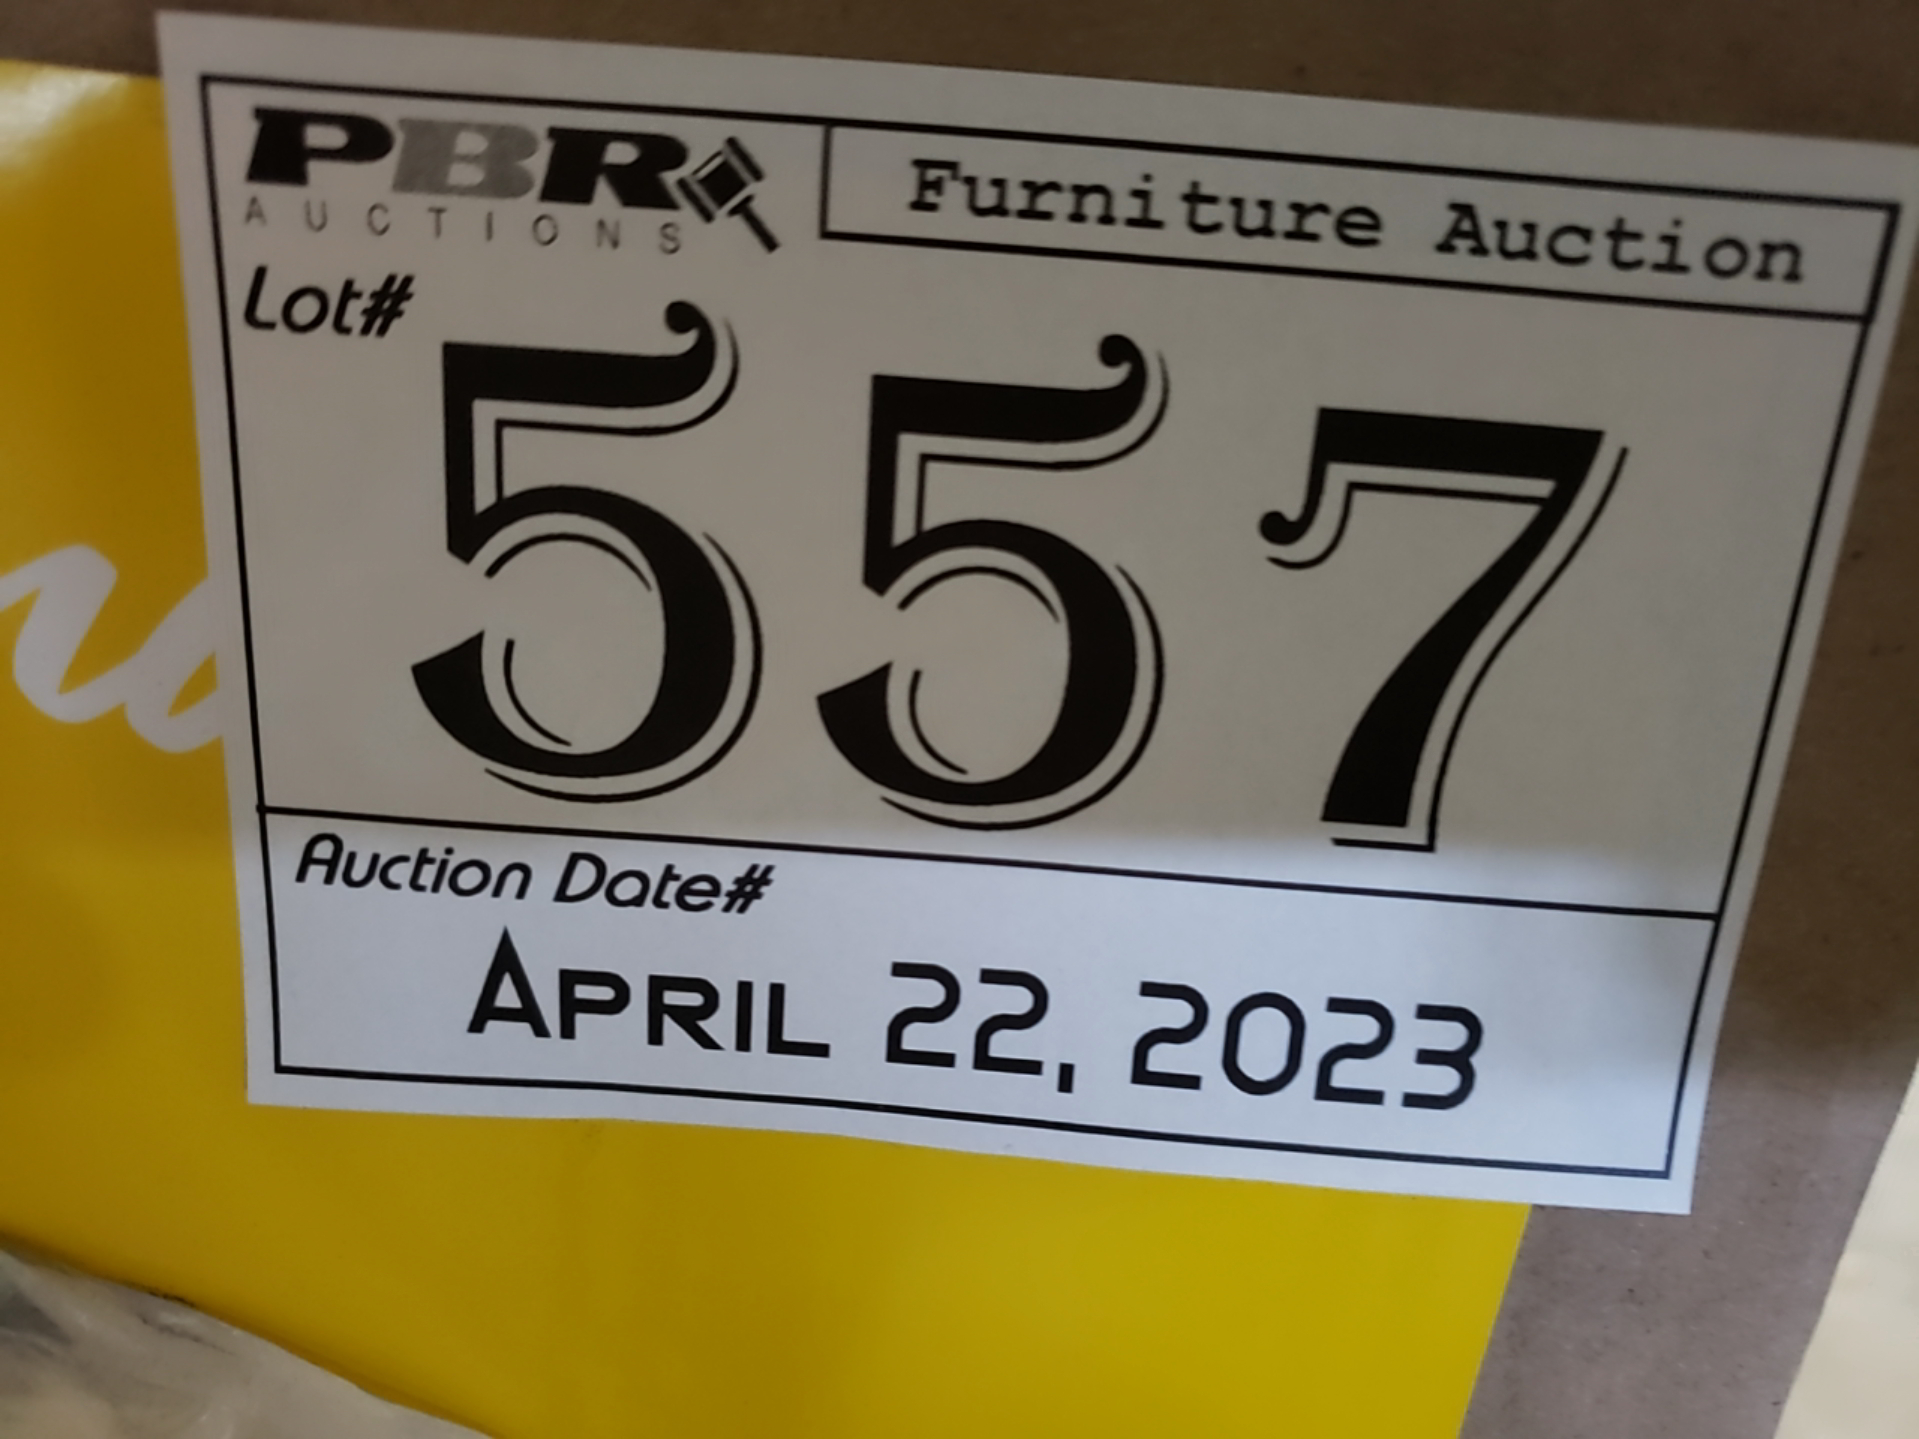 PBR
AUCTIONS
Furniture Auction
Lot#
557
Auction Date#
APRIL 22, 2023